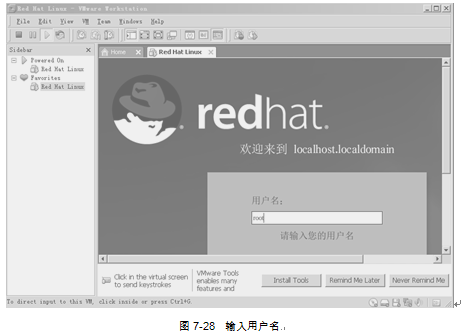 Red Hat Linux - VMware Workstation
File Edit View VM Team Windows Help
Sidebar
Powered On
Red Hat Linux
Favorites
Red Hat Linux
Home
Red Hat Linux
redhat.
欢迎来到 localhost.localdomain
用户名:
root
请输入您的用户名
Click in the virtual screen
to send keystrokes
VMware Tools
enables many
features and
Install Tools
Remind Me Later
Never Remind Me
To direct input to this VM, click inside or press Ctrl+G.
图 7-28 输入用户名